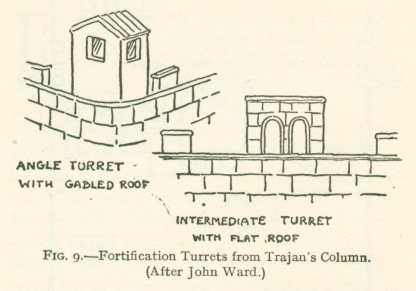 ANGLE TURRET
WITH GABLED ROOF
INTERMEDIATE TURRET
WITH FLAT ROOF
FIG. 9.—Fortification Turrets from Trajan's Column.
(After John Ward.)